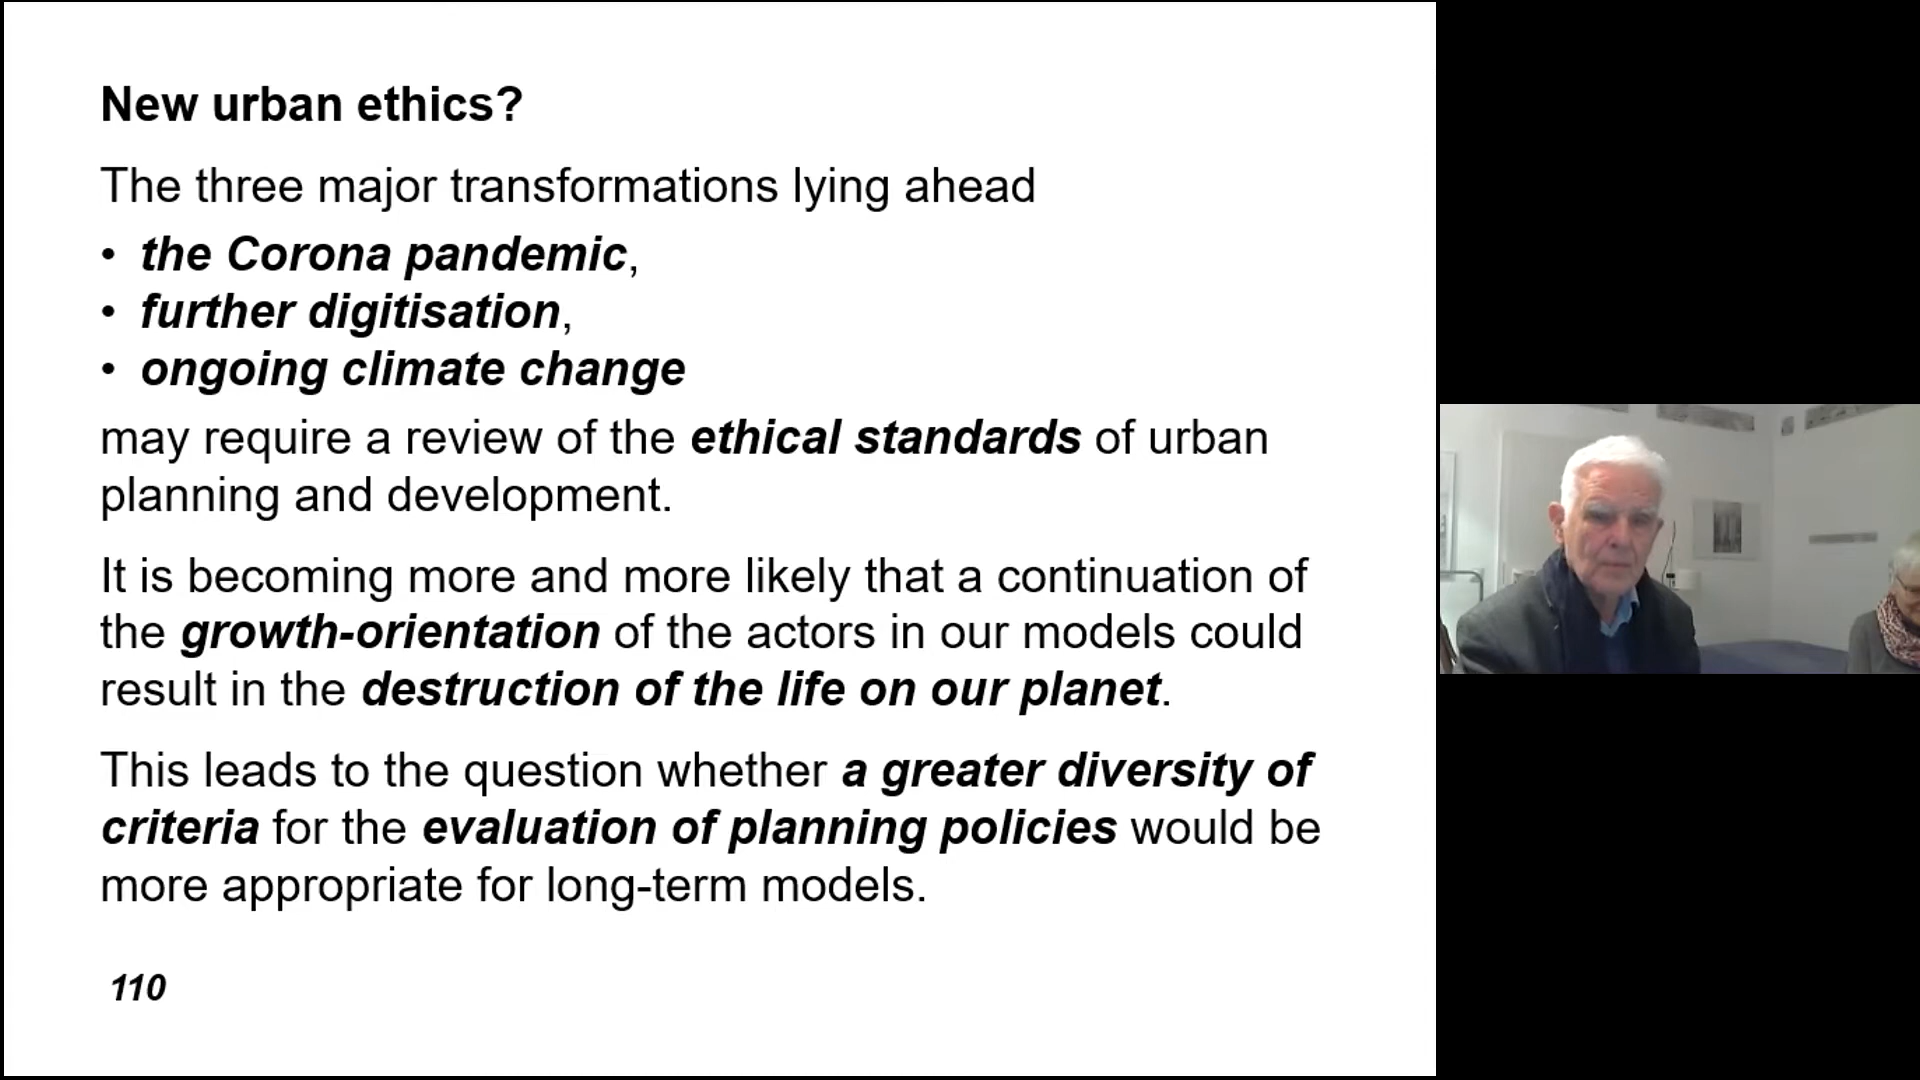 New urban ethics?
The three major transformations lying ahead
• the Corona pandemic,
• further digitisation,
• ongoing climate change
may require a review of the ethical standards of urban
planning and development.
It is becoming more and more likely that a continuation of
the growth-orientation of the actors in our models could
result in the destruction of the life on our planet.
This leads to the question whether a greater diversity of
criteria for the evaluation of planning policies would be
more appropriate for long-term models.
110